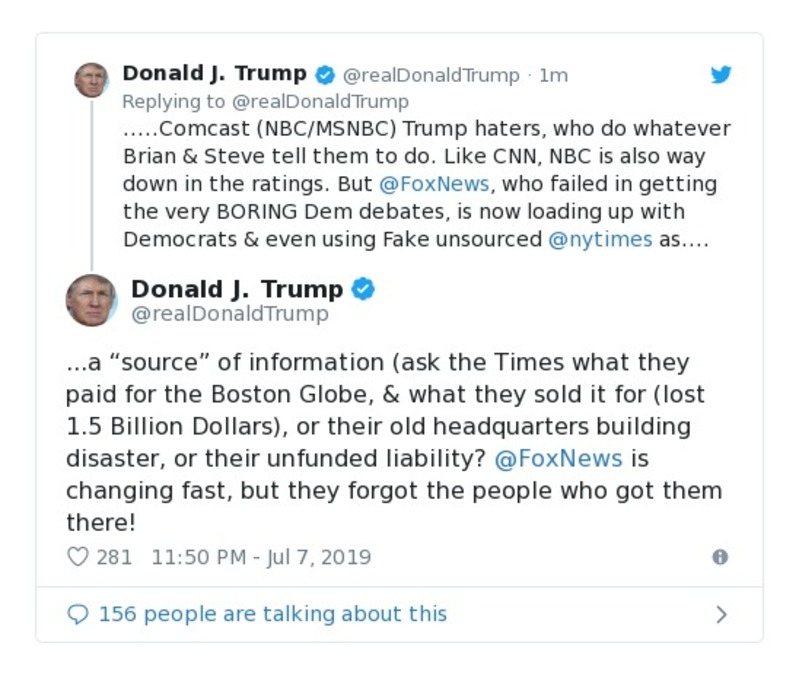 Donald J. Trump @realDonaldTrump · 1m
Replying to @realDonaldTrump
.....Comcast (NBC/MSNBC) Trump haters, who do whatever
Brian & Steve tell them to do. Like CNN, NBC is also way
down in the ratings. But @FoxNews, who failed in getting
the very BORING Dem debates, is now loading up with
Democrats & even using Fake unsourced @nytimes as....
Donald J. Trump
@realDonaldTrump
...a “source” of information (ask the Times what they
paid for the Boston Globe, & what they sold it for (lost
1.5 Billion Dollars), or their old headquarters building
disaster, or their unfunded liability? @FoxNews is
changing fast, but they forgot the people who got them
there!
281 11:50 PM - Jul 7, 2019
156 people are talking about this